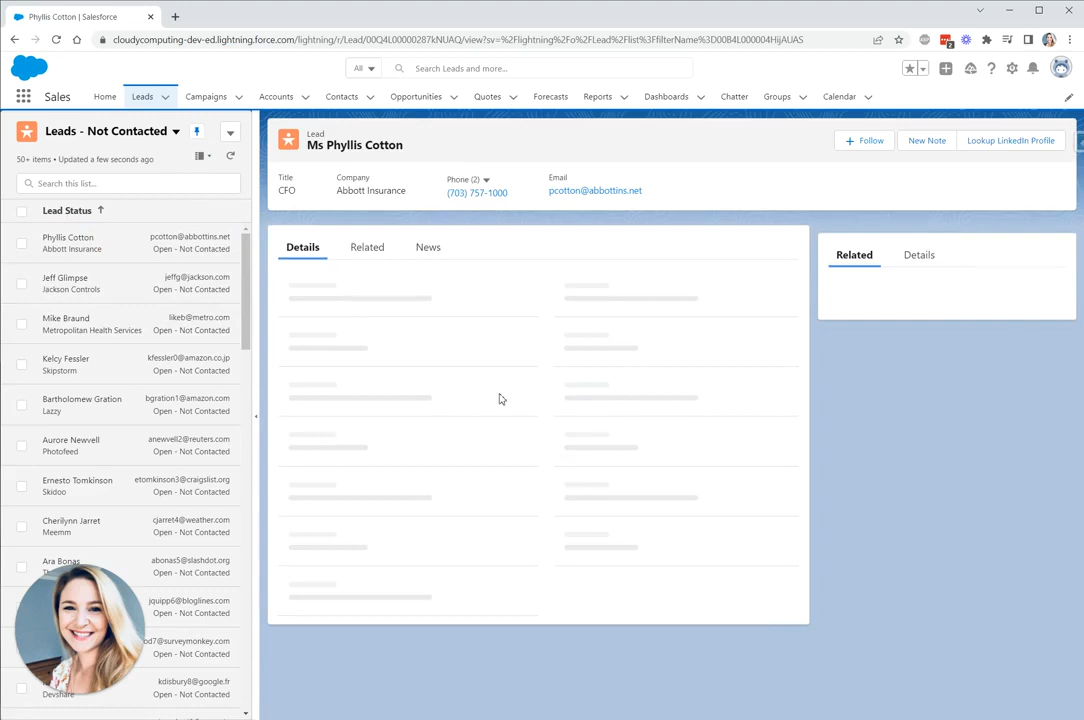 Phyllis Cotton | Salesforce
cloudycomputing-dev-ed.lightning.force.com/lightning/r/Lead/00Q4L00000287kNUAQ/view?sv=%2Flightning%2Fo%2FLead%2Flist%3FfilterName%3D00B4L000004HijAUAS
2
All
Search Leads and more...
Sales
Home
Leads
Campaigns
Accounts
Contacts
Opportunities
Quotes
Forecasts
Reports
Dashboards
Chatter
Groups
Calendar
Leads - Not Contacted
50+ items • Updated a few seconds ago
Search this list...
Lead Status
Phyllis Cotton pcotton@abbottins.net
Abbott Insurance Open - Not Contacted
Jeff Glimpse jeffg@jackson.com
Jackson Controls Open - Not Contacted
Mike Braund likeb@metro.com
Metropolitan Health Services Open - Not Contacted
Kelcy Fessler kfessler0@amazon.co.jp
Skipstorm Open - Not Contacted
Bartholomew Gration bgration1@amazon.com
Lazzy Open - Not Contacted
Aurore Newvell anewvell2@reuters.com
Photofeed Open - Not Contacted
Ernesto Tomkinson etomkinson3@craigslist.org
Skidoo Open - Not Contacted
Cherilynn Jarret cjarret4@weather.com
Meemm Open - Not Contacted
Ara Bonas abonas5@slashdot.org
Open - Not Contacted
jquipp6@bloglines.com
Open - Not Contacted
od7@surveymonkey.com
Open - Not Contacted
kdisbury8@google.fr
Devshare Open - Not Contacted
Lead
Ms Phyllis Cotton
Follow
New Note
Lookup LinkedIn Profile
Title
CFO
Company
Abbott Insurance
Phone (2)
(703) 757-1000
Email
pcotton@abbottins.net
Details
Related
News
Related
Details